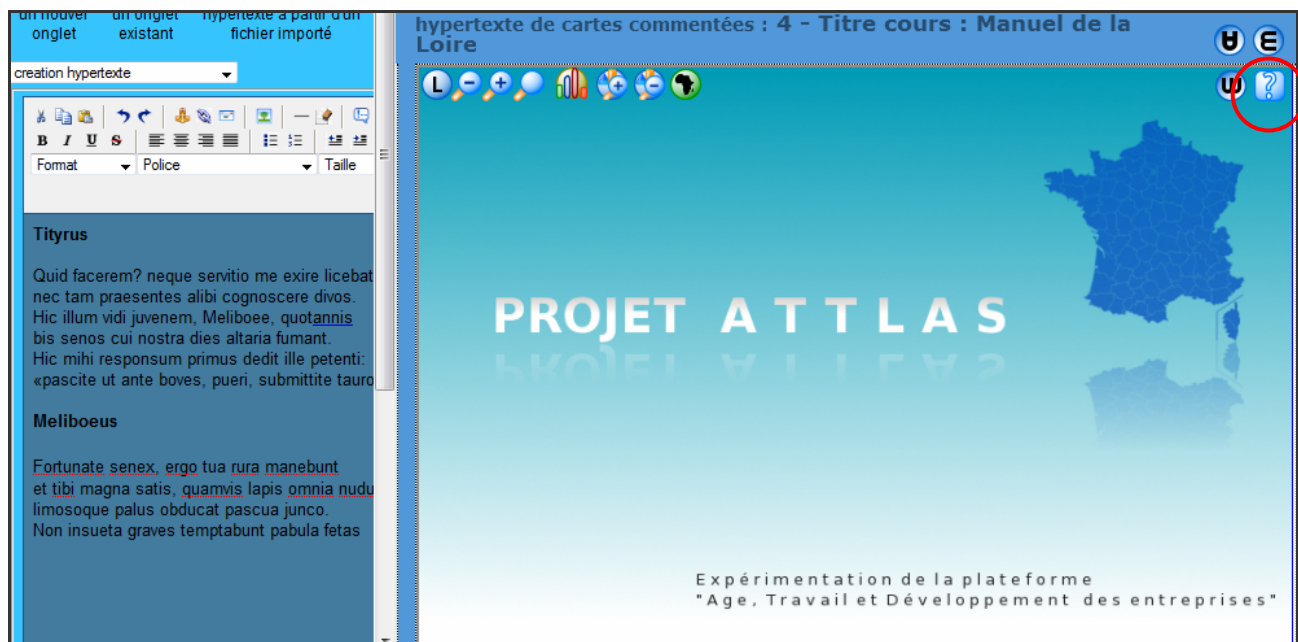 un nouvel
onglet
un onglet
existant
hypertexte à partir d'un
fichier importé
creation hypertexte
Format
Police
Taille
Tityrus
Quid facerem? neque servitio me exire licebat
nec tam praesentes alibi cognoscere divos.
Hic illum vidi juvenem, Meliboee, quotannis
bis senos cui nostra dies altaria fumant.
Hic mihi responsum primus dedit ille petenti:
«pascite ut ante boves, pueri, submittite tauro
Meliboeus
Fortunate senex, ergo tua rura manebunt
et tibi magna satis, quamvis lapis omnia nudu
limosoque palus obducat pascua junco.
Non insueta graves temptabunt pabula fetas
hypertexte de cartes commentées : 4 - Titre cours : Manuel de la
Loire
L
PROJET ATTLAS
Expérimentation de la plateforme
"Age, Travail et Développement des entreprises"